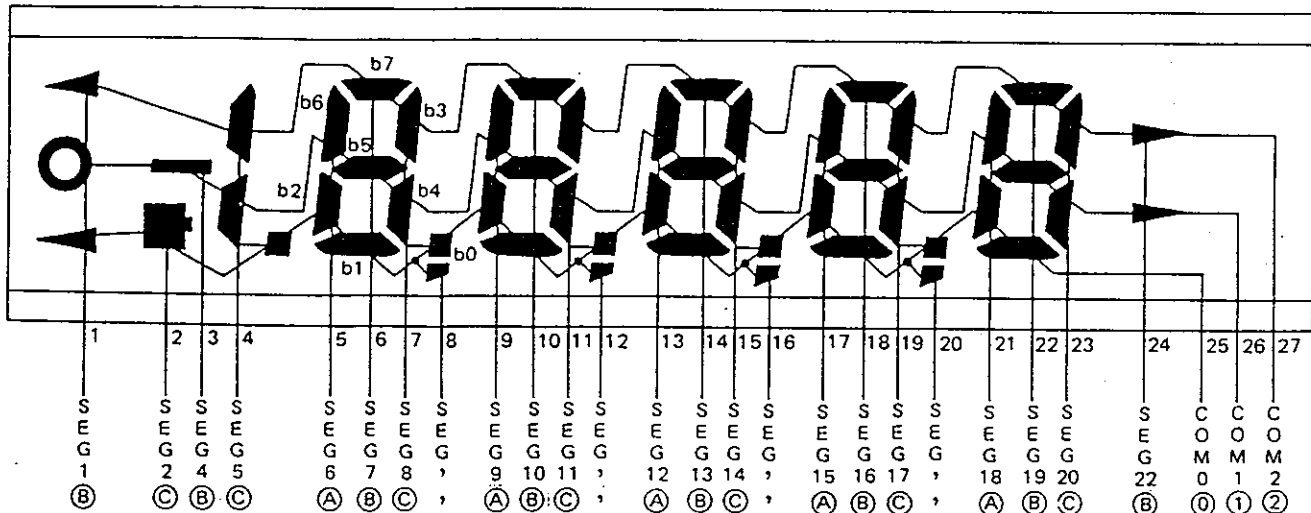 b7
b6 b3
b5
b2 b4
b1 b0
1 2 3 4 5 6 7 8 9 10 11 12 13 14 15 16 17 18 19 20 21 22 23 24 25 26 27
SEG1 B
SEG2 C
SEG4 B
SEG5 C
SEG6 A
SEG7 B
SEG8 C
SEG,,,
SEG9 A
SEG10 B
SEG11 C
SEG,,,
SEG12 A
SEG13 B
SEG14 C
SEG,,,
SEG15 A
SEG16 B
SEG17 C
SEG,,,
SEG18 A
SEG19 B
SEG20 C
SEG22 B
COM0 0
COM1 1
COM2 2